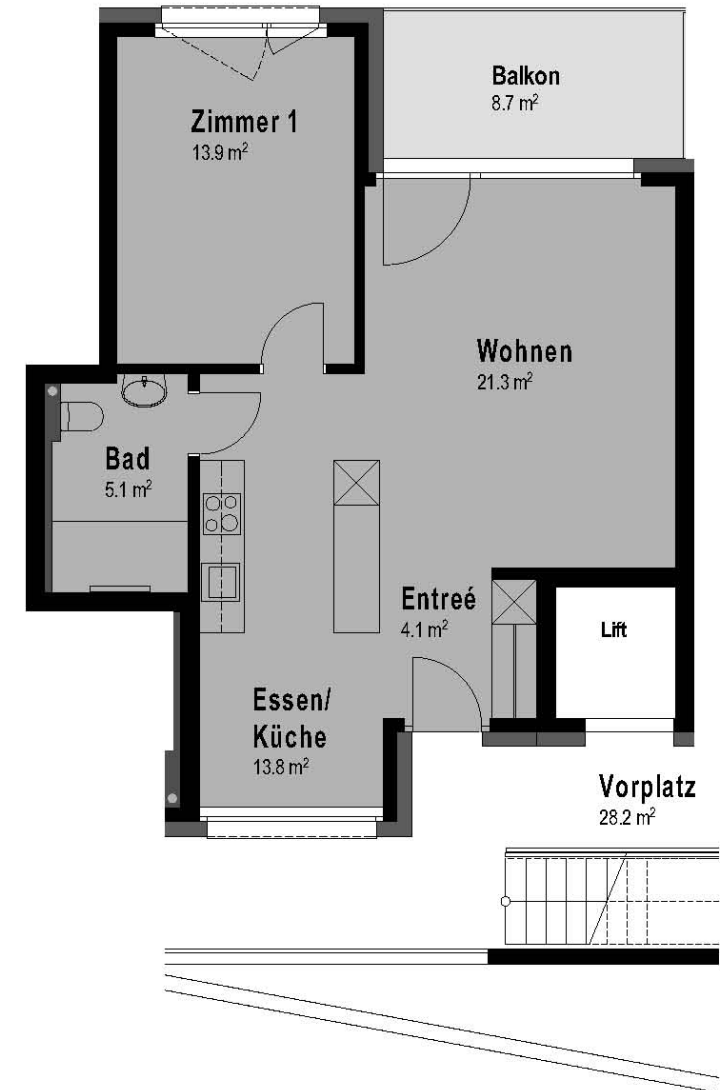 Balkon
8.7 m²
Zimmer 1
13.9 m²
Wohnen
21.3 m²
Bad
5.1 m²
Entreé
4.1 m²
Lift
Essen/
Küche
13.8 m²
Vorplatz
28.2 m²